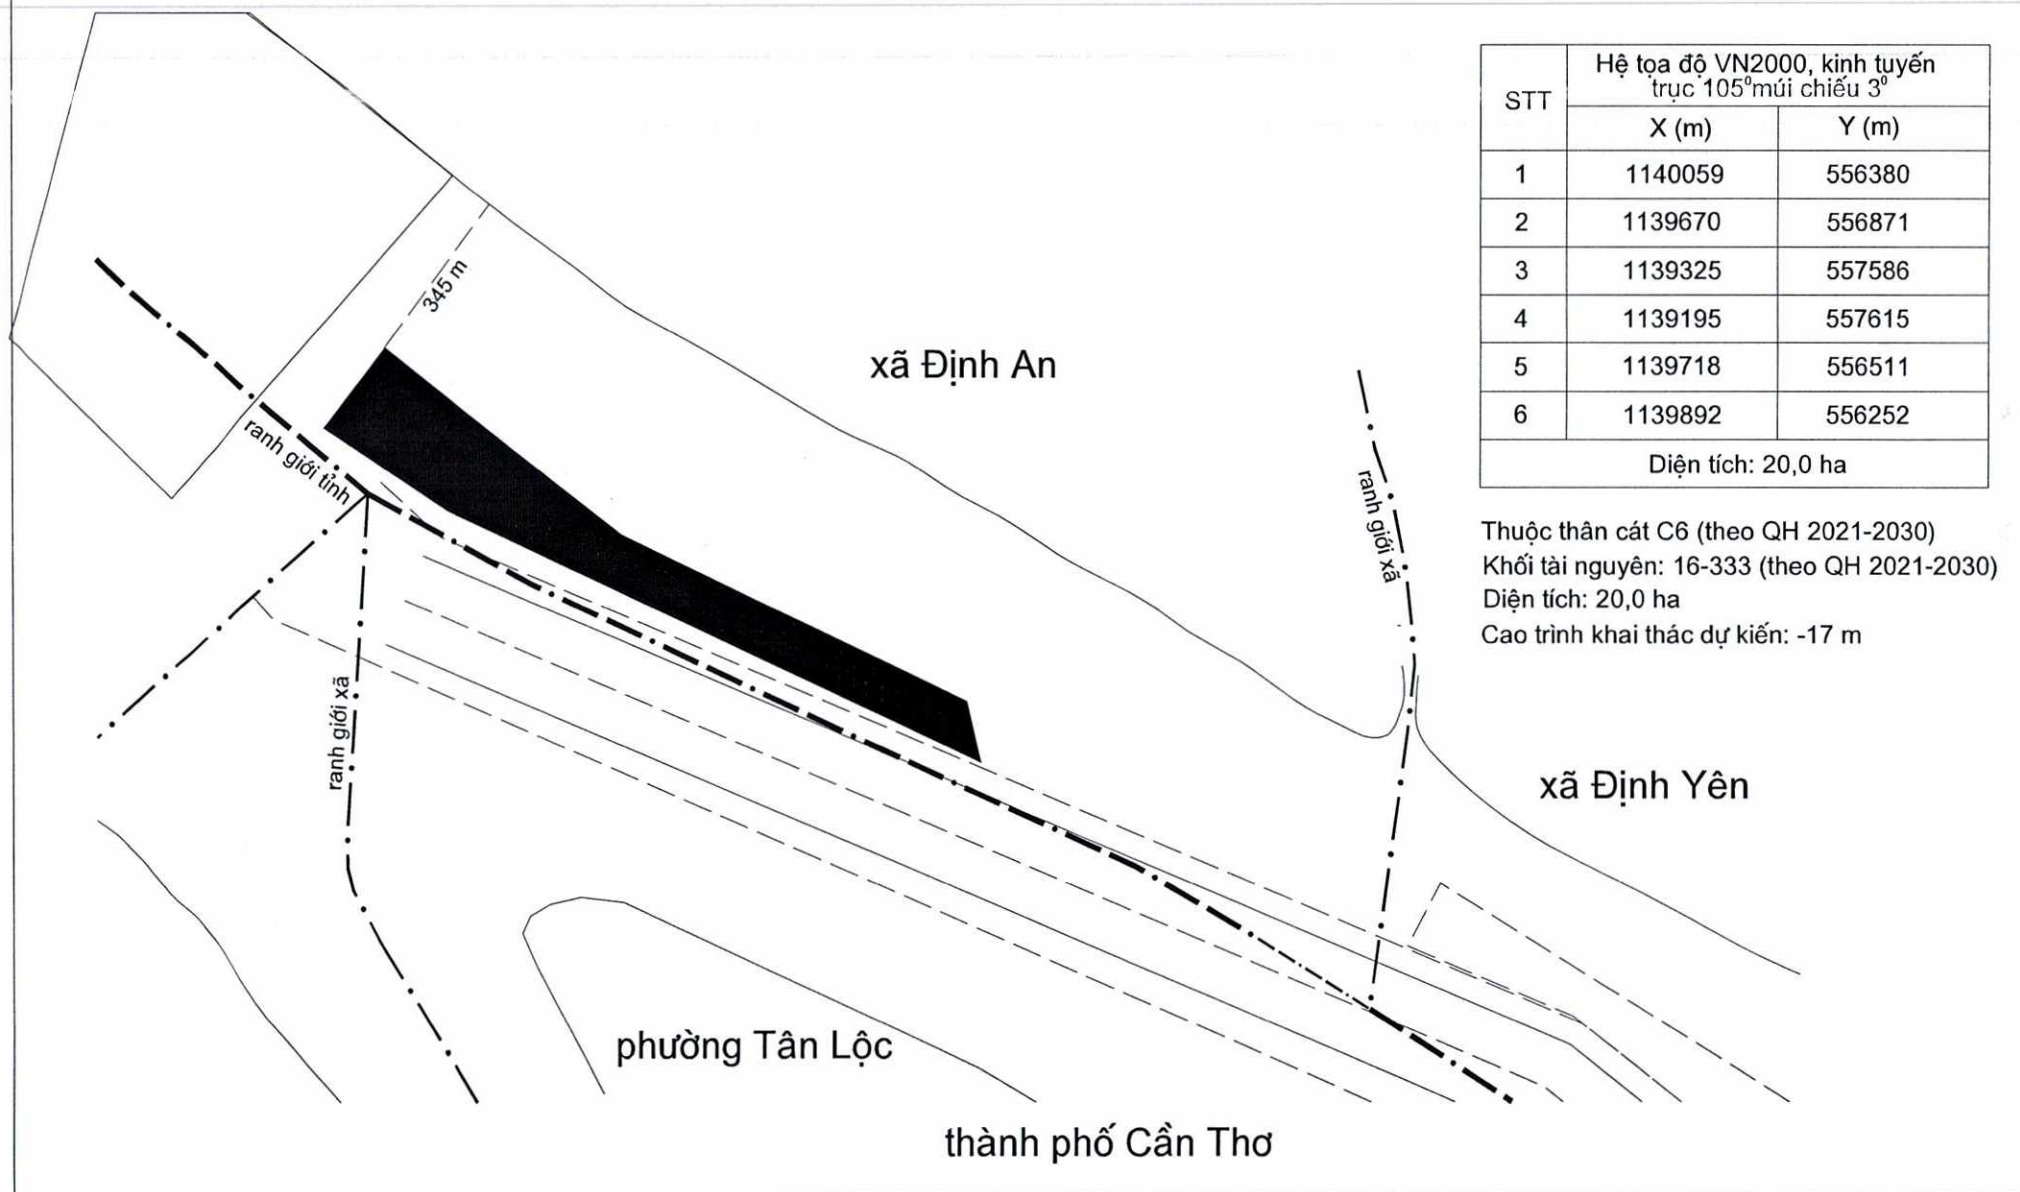 STT
Hệ tọa độ VN2000, kinh tuyến
trục 105⁰múi chiếu 3⁰
X (m) Y (m)
1 1140059 556380
2 1139670 556871
3 1139325 557586
4 1139195 557615
5 1139718 556511
6 1139892 556252
Diện tích: 20,0 ha
Thuộc thân cát C6 (theo QH 2021-2030)
Khối tài nguyên: 16-333 (theo QH 2021-2030)
Diện tích: 20,0 ha
Cao trình khai thác dự kiến: -17 m
345 m
xã Định An
ranh giới tỉnh
ranh giới xã
ranh giới xã
xã Định Yên
phường Tân Lộc
thành phố Cần Thơ